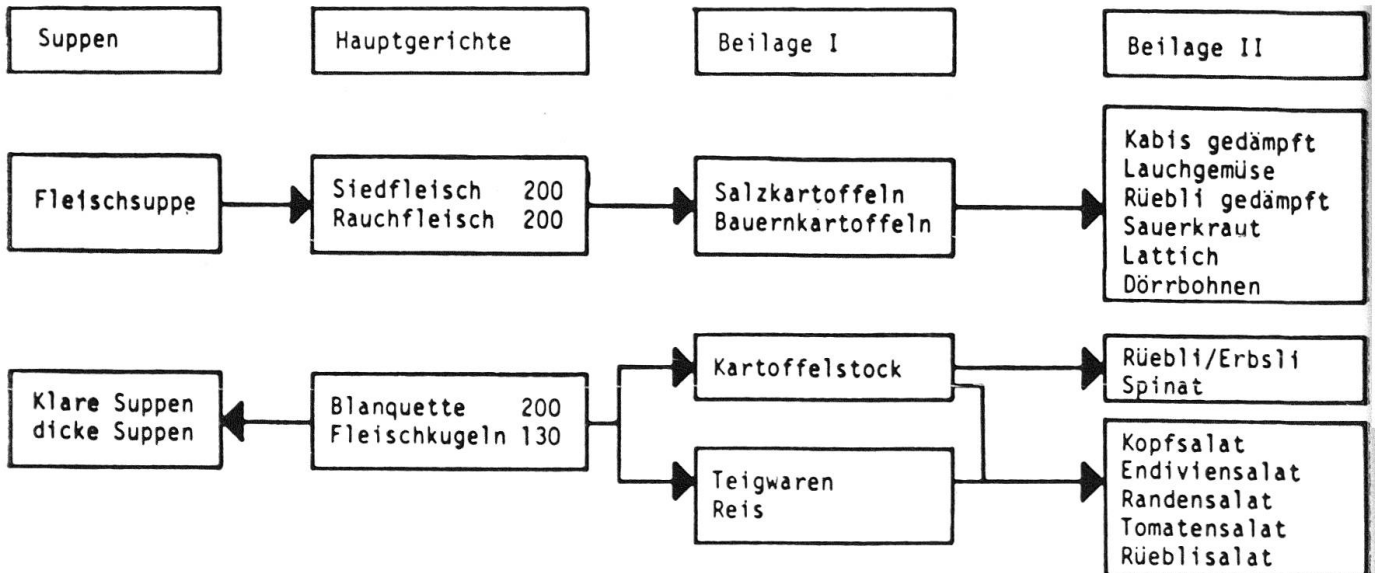 Suppen
Hauptgerichte
Beilage I
Beilage II
Fleischsuppe
Siedfleisch 200
Rauchfleisch 200
Salzkartoffeln
Bauernkartoffeln
Kabis gedämpft
Lauchgemüse
Rüebli gedämpft
Sauerkraut
Lattich
Dörrbohnen
Klare Suppen
dicke Suppen
Blanquette 200
Fleischkugeln 130
Kartoffelstock
Rüebli/Erbsli
Spinat
Teigwaren
Reis
Kopfsalat
Endiviensalat
Randensalat
Tomatensalat
Rüeblisalat